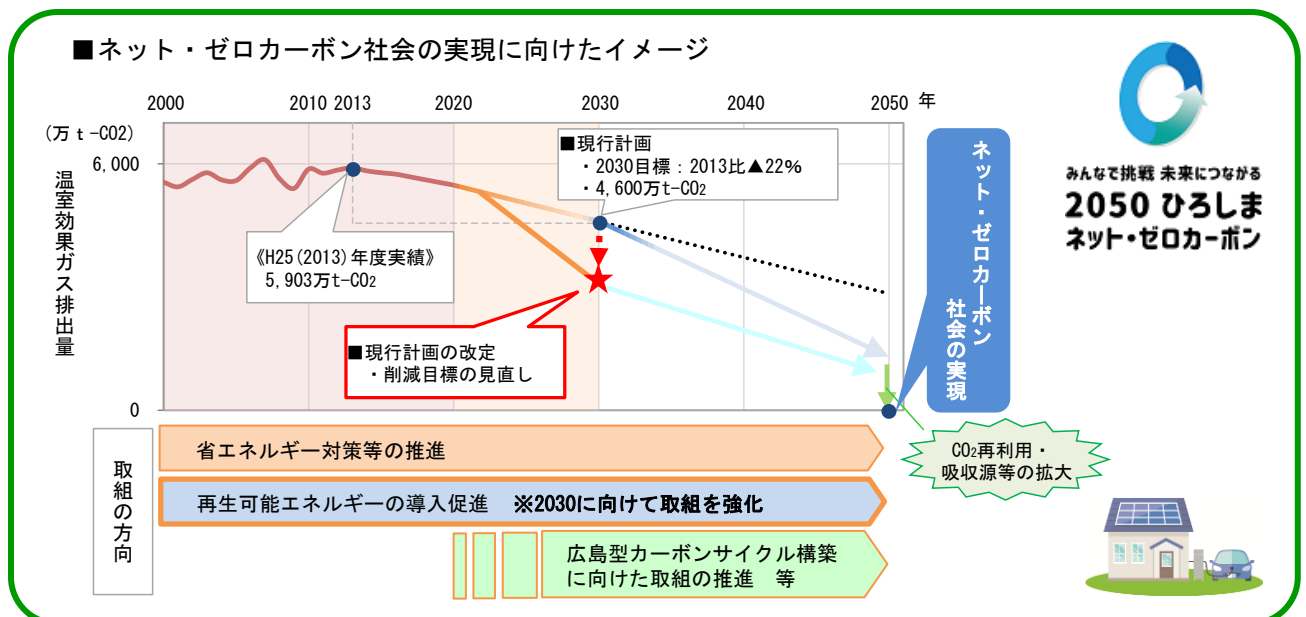 ■ネット・ゼロカーボン社会の実現に向けたイメージ
2000
2010 2013
2020
2030
2040
2050 年
(万ｔ-CO2)
6,000
0
温室効果ガス排出量
■現行計画
・2030目標：2013比▲22%
・4,600万t-CO₂
《H25(2013)年度実績》
5,903万t-CO₂
■現行計画の改定
・削減目標の見直し
ネット・ゼロカーボン
社会の実現
みんなで挑戦 未来につながる
2050 ひろしま
ネット・ゼロカーボン
CO₂再利用・
吸収源等の拡大
取組の方向
省エネルギー対策等の推進
再生可能エネルギーの導入促進　※2030に向けて取組を強化
広島型カーボンサイクル構築
に向けた取組の推進　等